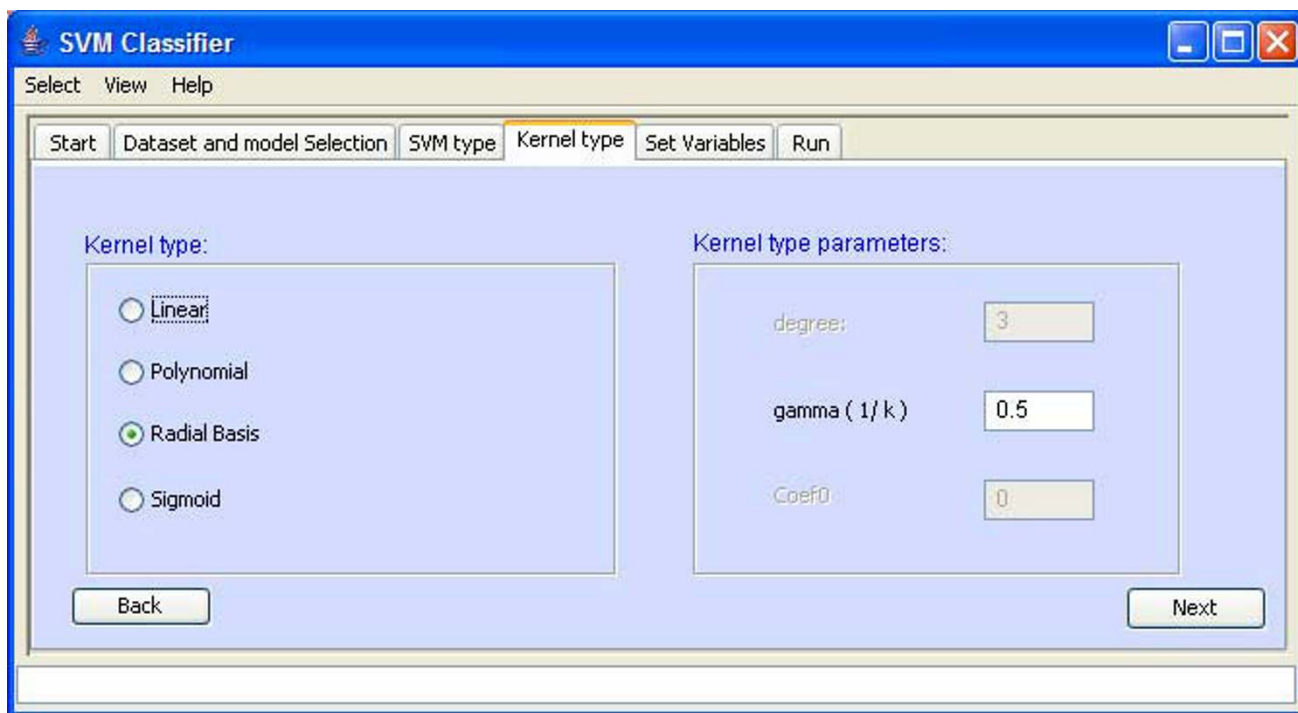 SVM Classifier
Select View Help
Start Dataset and model Selection SVM type Kernel type Set Variables Run
Kernel type:
Linear
Polynomial
Radial Basis
Sigmoid
Kernel type parameters:
degree: 3
gamma ( 1/ k ) 0.5
Coef0 0
Back Next